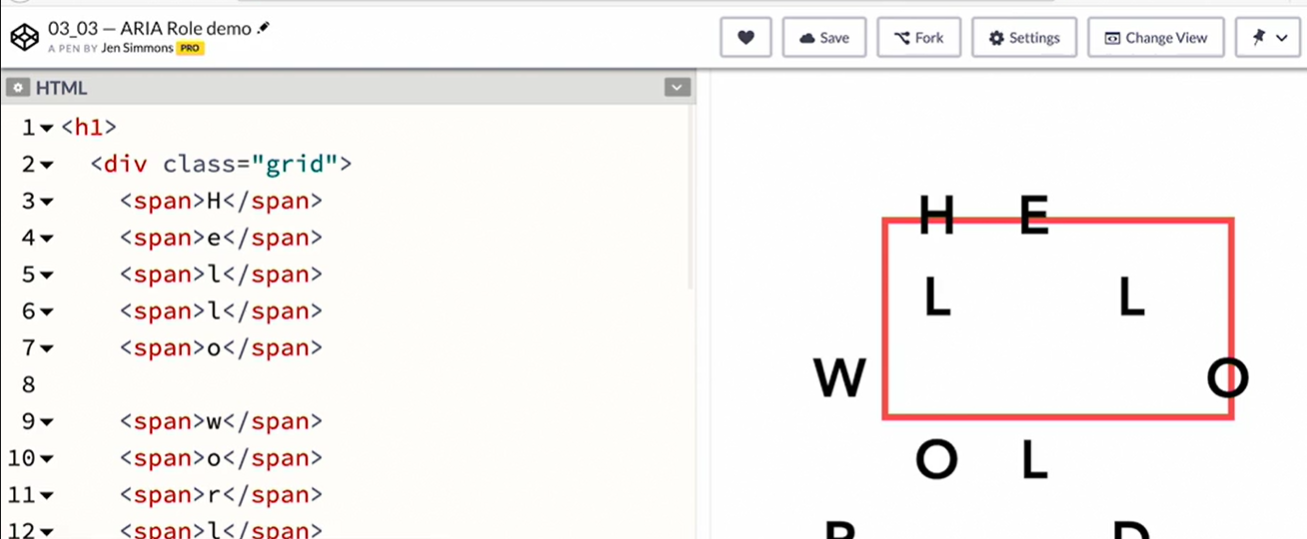 03_03 — ARIA Role demo
A PEN BY Jen Simmons PRO
Save
Fork
Settings
Change View
HTML
1 <h1>
2 <div class="grid">
3 <span>H</span>
4 <span>e</span>
5 <span>l</span>
6 <span>l</span>
7 <span>o</span>
8
9 <span>w</span>
10 <span>o</span>
11 <span>r</span>
12 <span>l</span>
H E
L L
W O
O L
R D